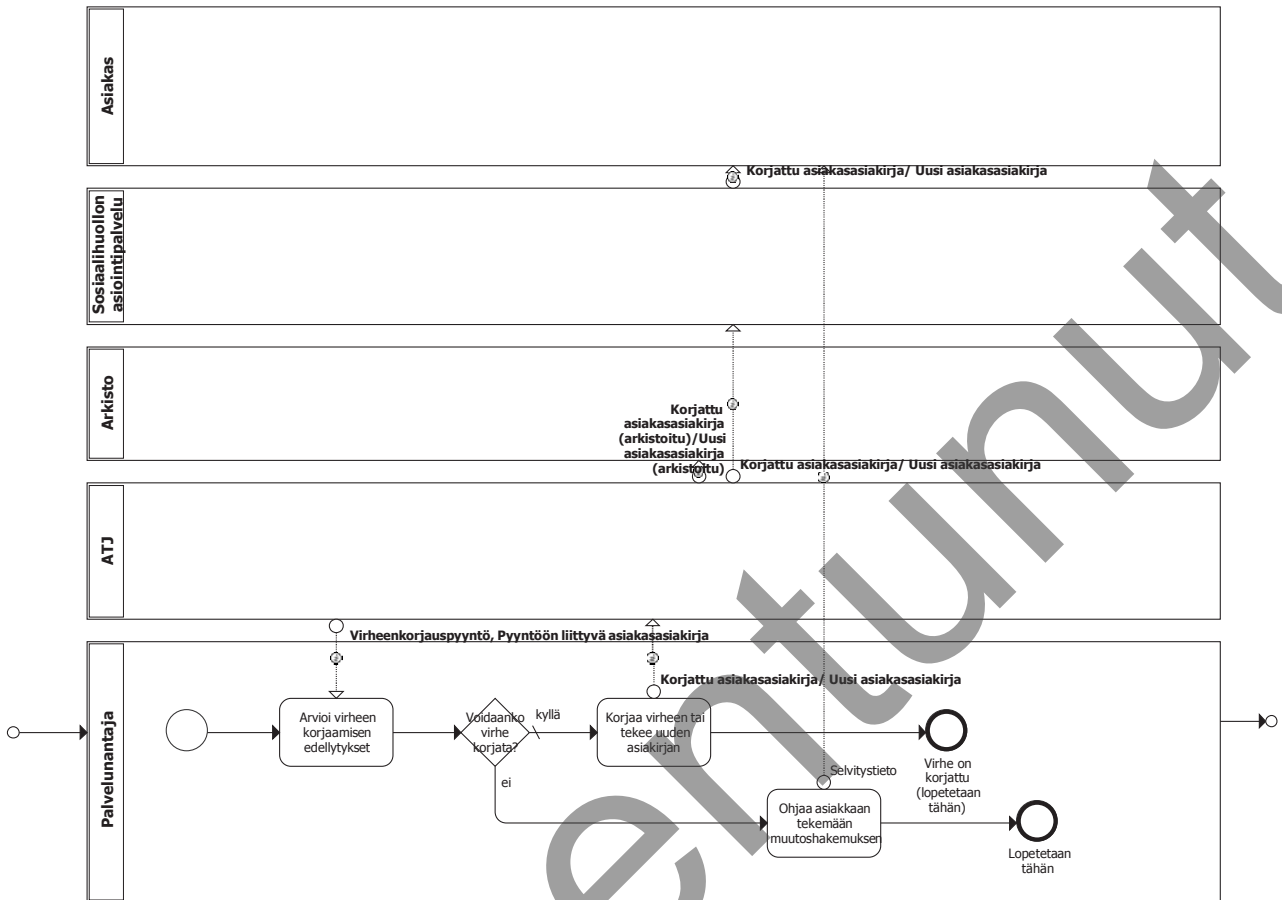 Asiakas
Korjattu asiakasasiakirja/ Uusi asiakasasiakirja
Sosiaalihuollon
asiointipalvelu
Arkisto
Korjattu
asiakasasiakirja
(arkistoitu)/Uusi
asiakasasiakirja
(arkistoitu)
Korjattu asiakasasiakirja/ Uusi asiakasasiakirja
ATJ
Virheenkorjauspyyntö, Pyyntöön liittyvä asiakasasiakirja
Korjattu asiakasasiakirja/ Uusi asiakasasiakirja
Palvelunantaja
Arvioi virheen
korjaamisen
edellytykset
Voidaanko
virhe
korjata?
kyllä
ei
Korjaa virheen tai
tekee uuden
asiakirjan
Virhe on
korjattu
(lopetetaan
tähän)
Selvitystieto
Ohjaa asiakkaan
tekemään
muutoshakemuksen
Lopetetaan
tähän
entunut